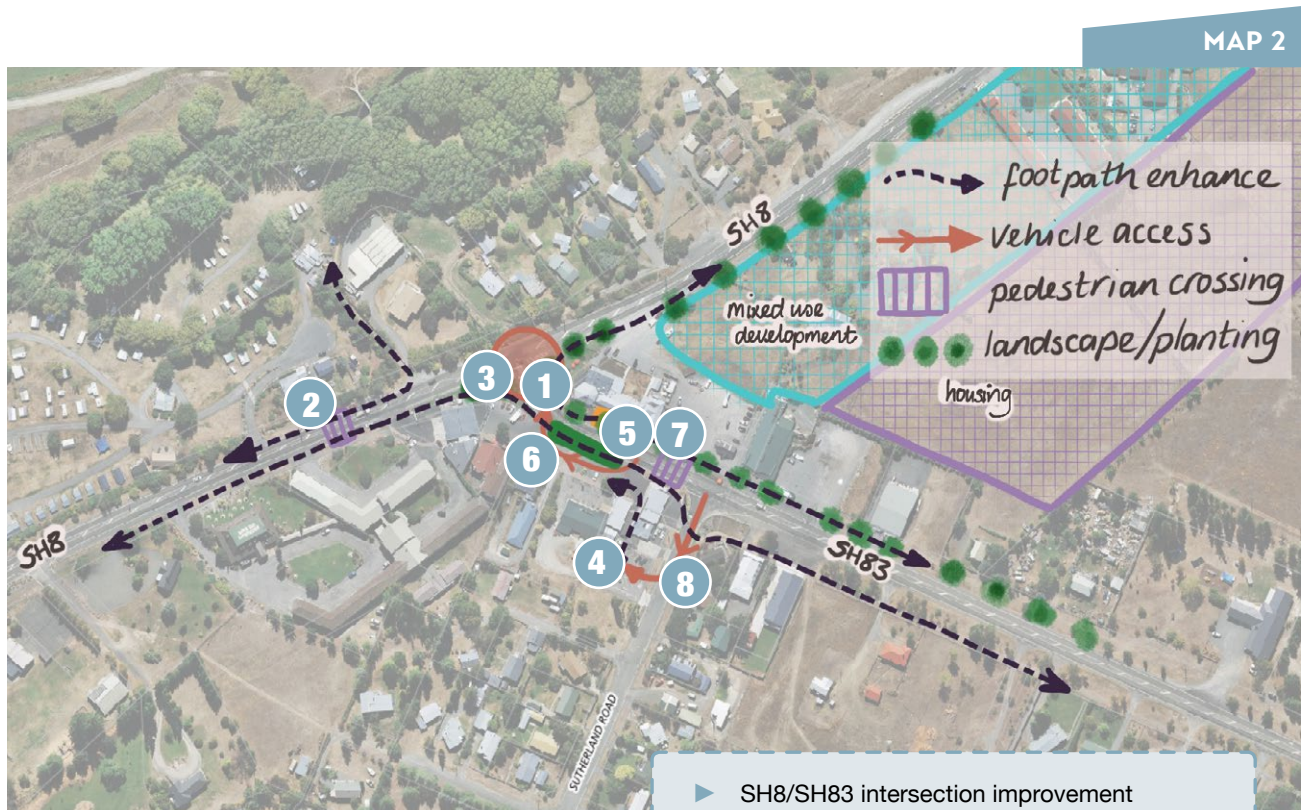 MAP 2
SH8
footpath enhance
vehicle access
pedestrian crossing
landscape/planting
mixed use
development
housing
3
1
2
5
7
6
SH8
4
8
SH83
SUTHERLAND ROAD
► SH8/SH83 intersection improvement